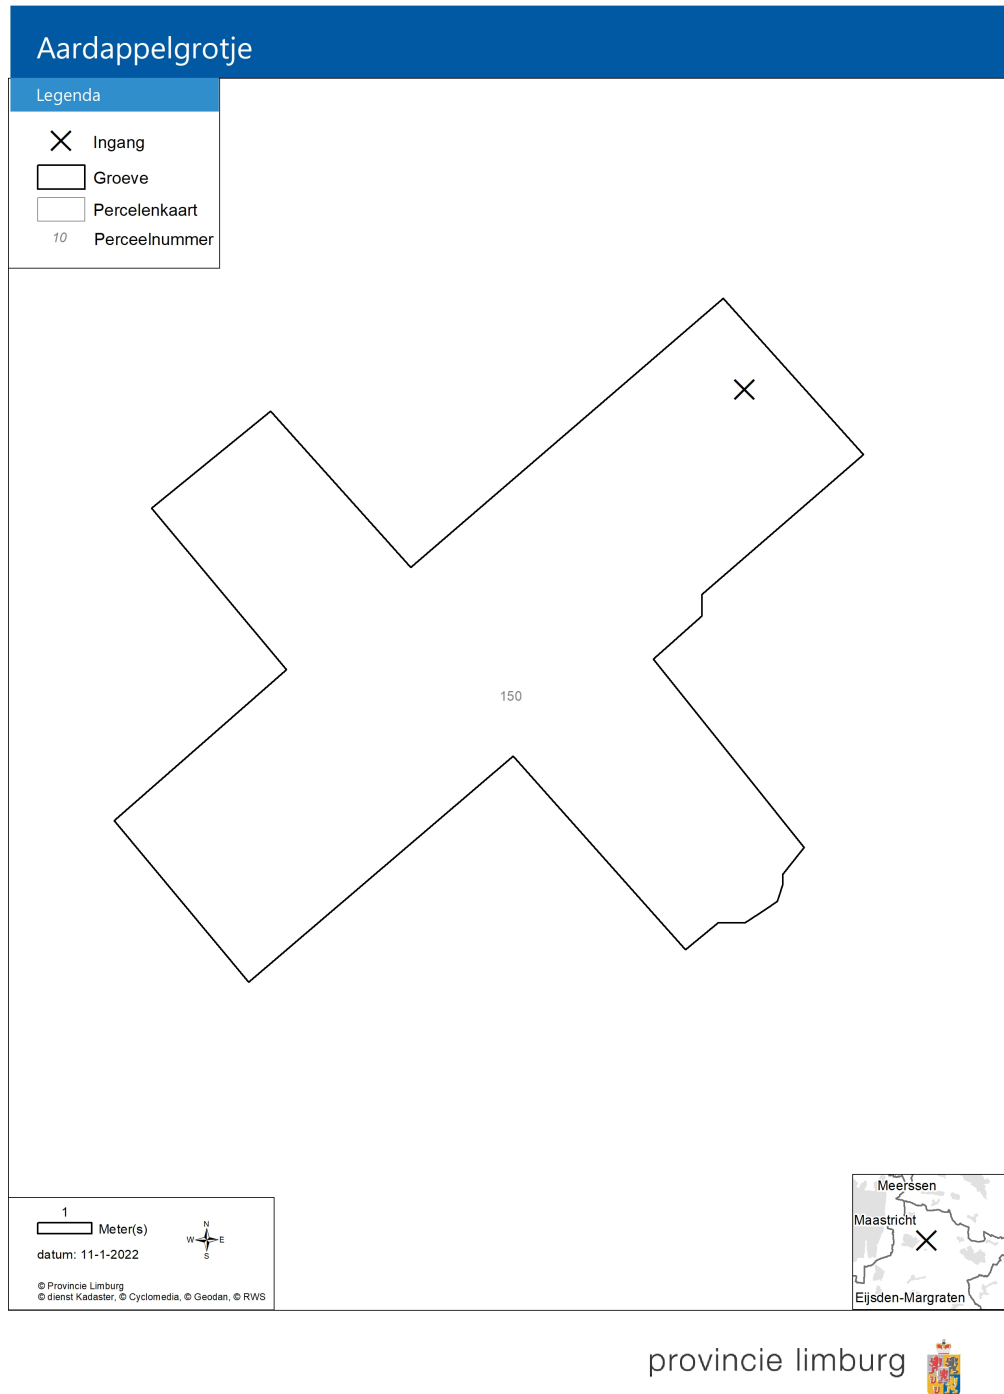 Aardappelgrotje
Legenda
Ingang
Groeve
Percelenkaart
10 Perceelnummer
150
1
Meter(s)
N
W E
S
datum: 11-1-2022
© Provincie Limburg
© dienst Kadaster, © Cyclomedia, © Geodan, © RWS
Meerssen
Maastricht
Eijsden-Margraten
provincie limburg